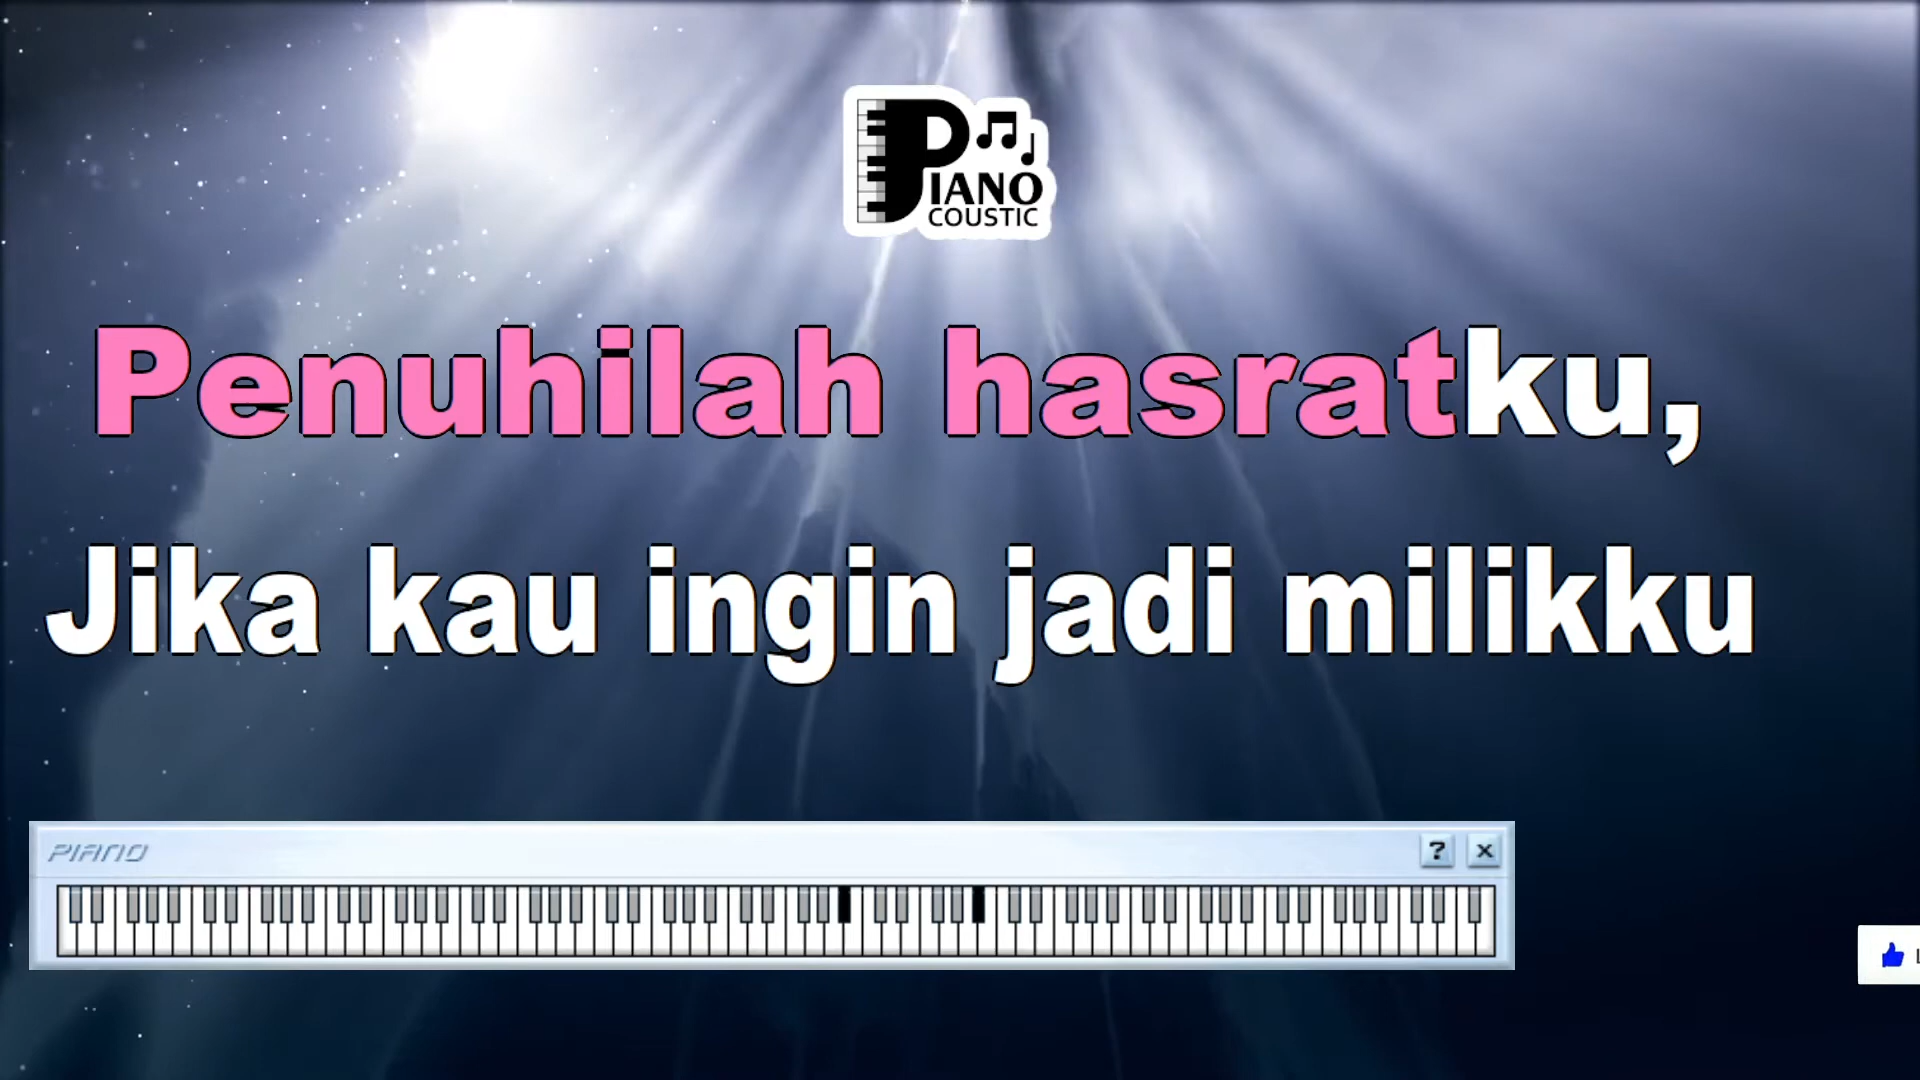 PIANO
COUSTIC
Penuhilah hasratku,
Jika kau ingin jadi milikku
PIANO
? x